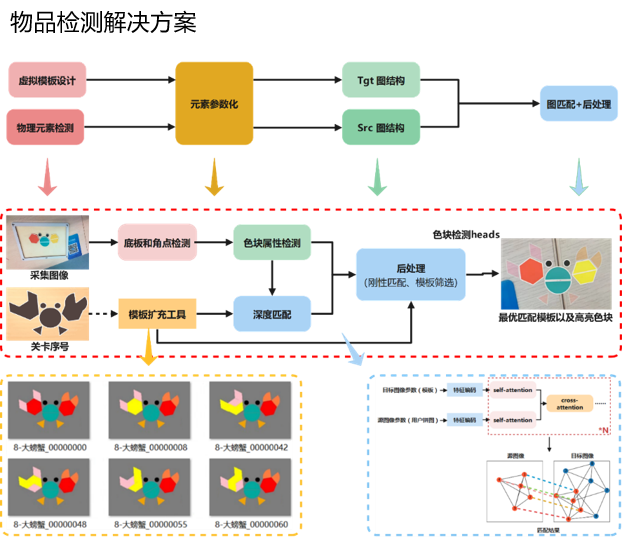 物品检测解决方案
虚拟模板设计
物理元素检测
元素参数化
Tgt 图结构
Src 图结构
图匹配+后处理
采集图像
底板和角点检测
色块属性检测
后处理
(刚性匹配、模板筛选)
色块检测heads
最优匹配模板以及高亮色块
关卡序号
模板扩充工具
深度匹配
8-大螃蟹_00000000
8-大螃蟹_00000008
8-大螃蟹_00000042
8-大螃蟹_00000048
8-大螃蟹_00000055
8-大螃蟹_00000060
目标图像参数(模板)
特征编码
self-attention
cross-
attention
......
源图像参数(用户拼图)
特征编码
self-attention
*N
源图像
目标图像
匹配结果